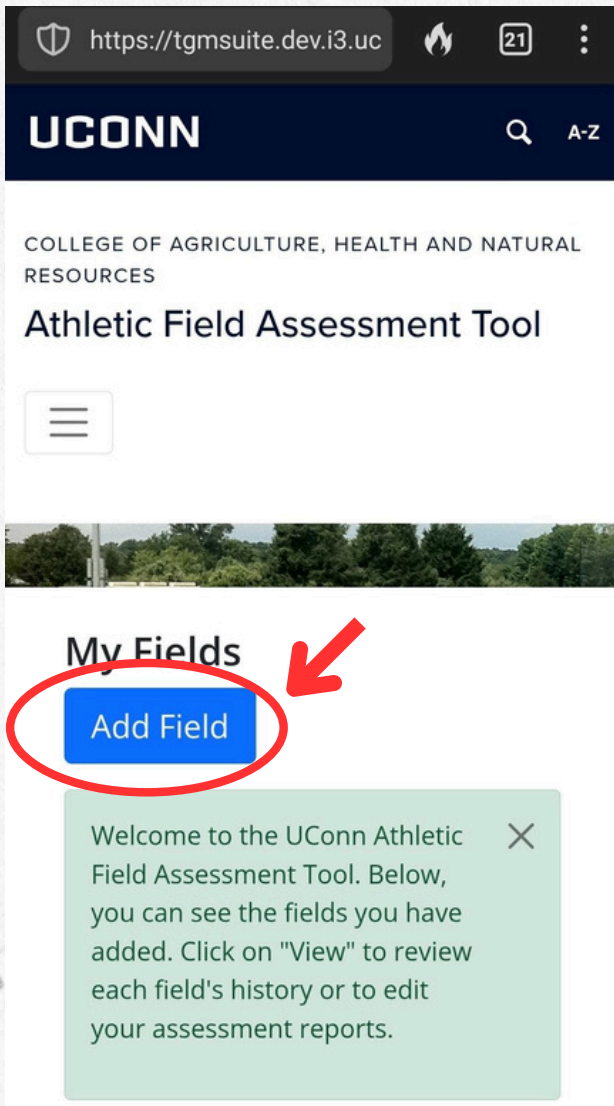 https://tgmsuite.dev.i3.uc
21
UCONN
A-Z
COLLEGE OF AGRICULTURE, HEALTH AND NATURAL
RESOURCES
Athletic Field Assessment Tool
My Fields
Add Field
Welcome to the UConn Athletic
Field Assessment Tool. Below,
you can see the fields you have
added. Click on "View" to review
each field's history or to edit
your assessment reports.